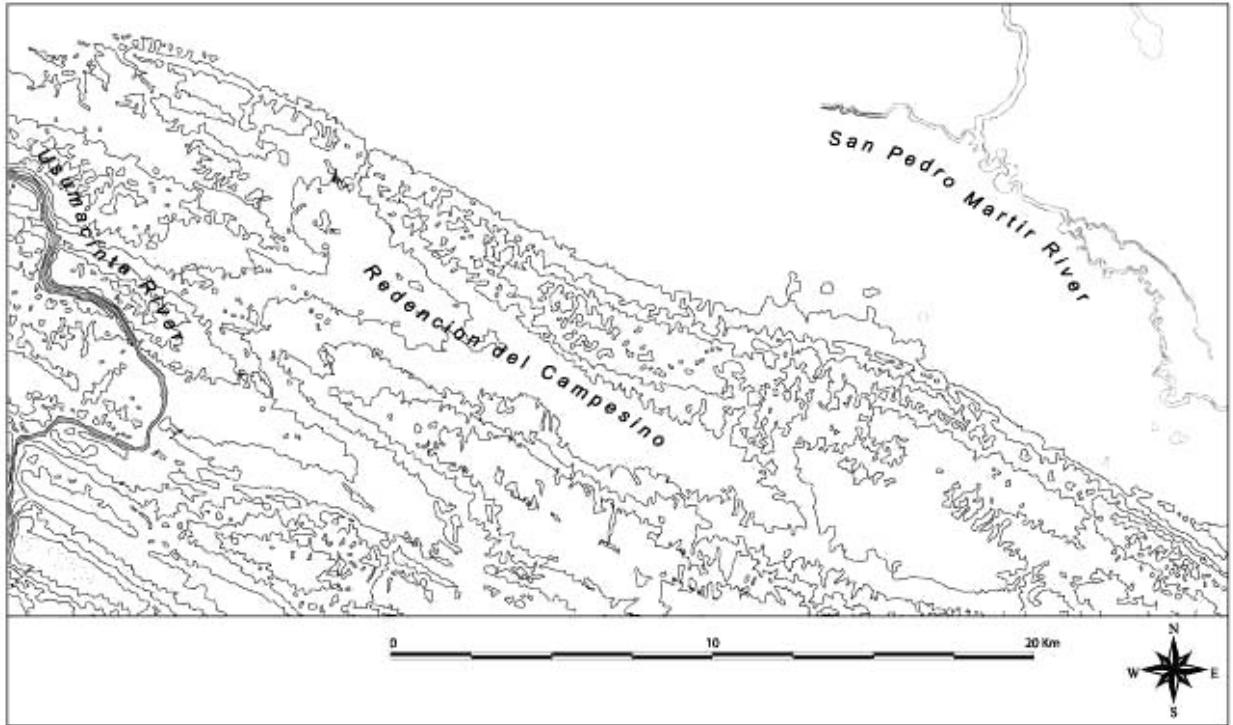 San Pedro Martir River
Usumacinta River
Redencion del Campesino
0 10 20 Km
N
W E
S